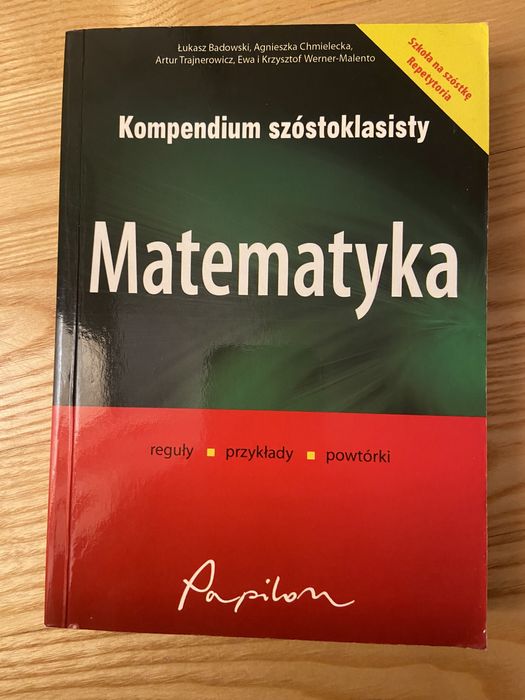 Łukasz Badowski, Agnieszka Chmielecka,
Artur Trajnerowicz, Ewa i Krzysztof Werner-Malento
Szkoła na szóstkę
Repetytoria
Kompendium szóstoklasisty
Matematyka
reguły ▪ przykłady ▪ powtórki
Papilon